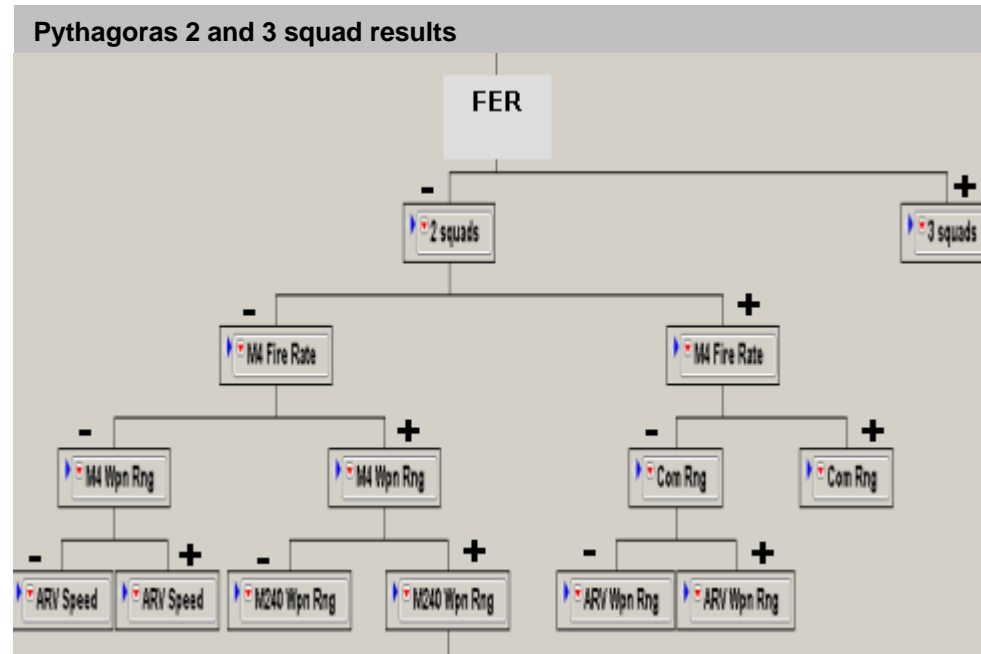 Pythagoras 2 and 3 squad results
FER
- +
2 squads 3 squads
- +
M4 Fire Rate M4 Fire Rate
- + - +
M4 Wpn Rng M4 Wpn Rng Com Rng Com Rng
- + - + - +
ARV Speed ARV Speed M240 Wpn Rng M240 Wpn Rng ARV Wpn Rng ARV Wpn Rng